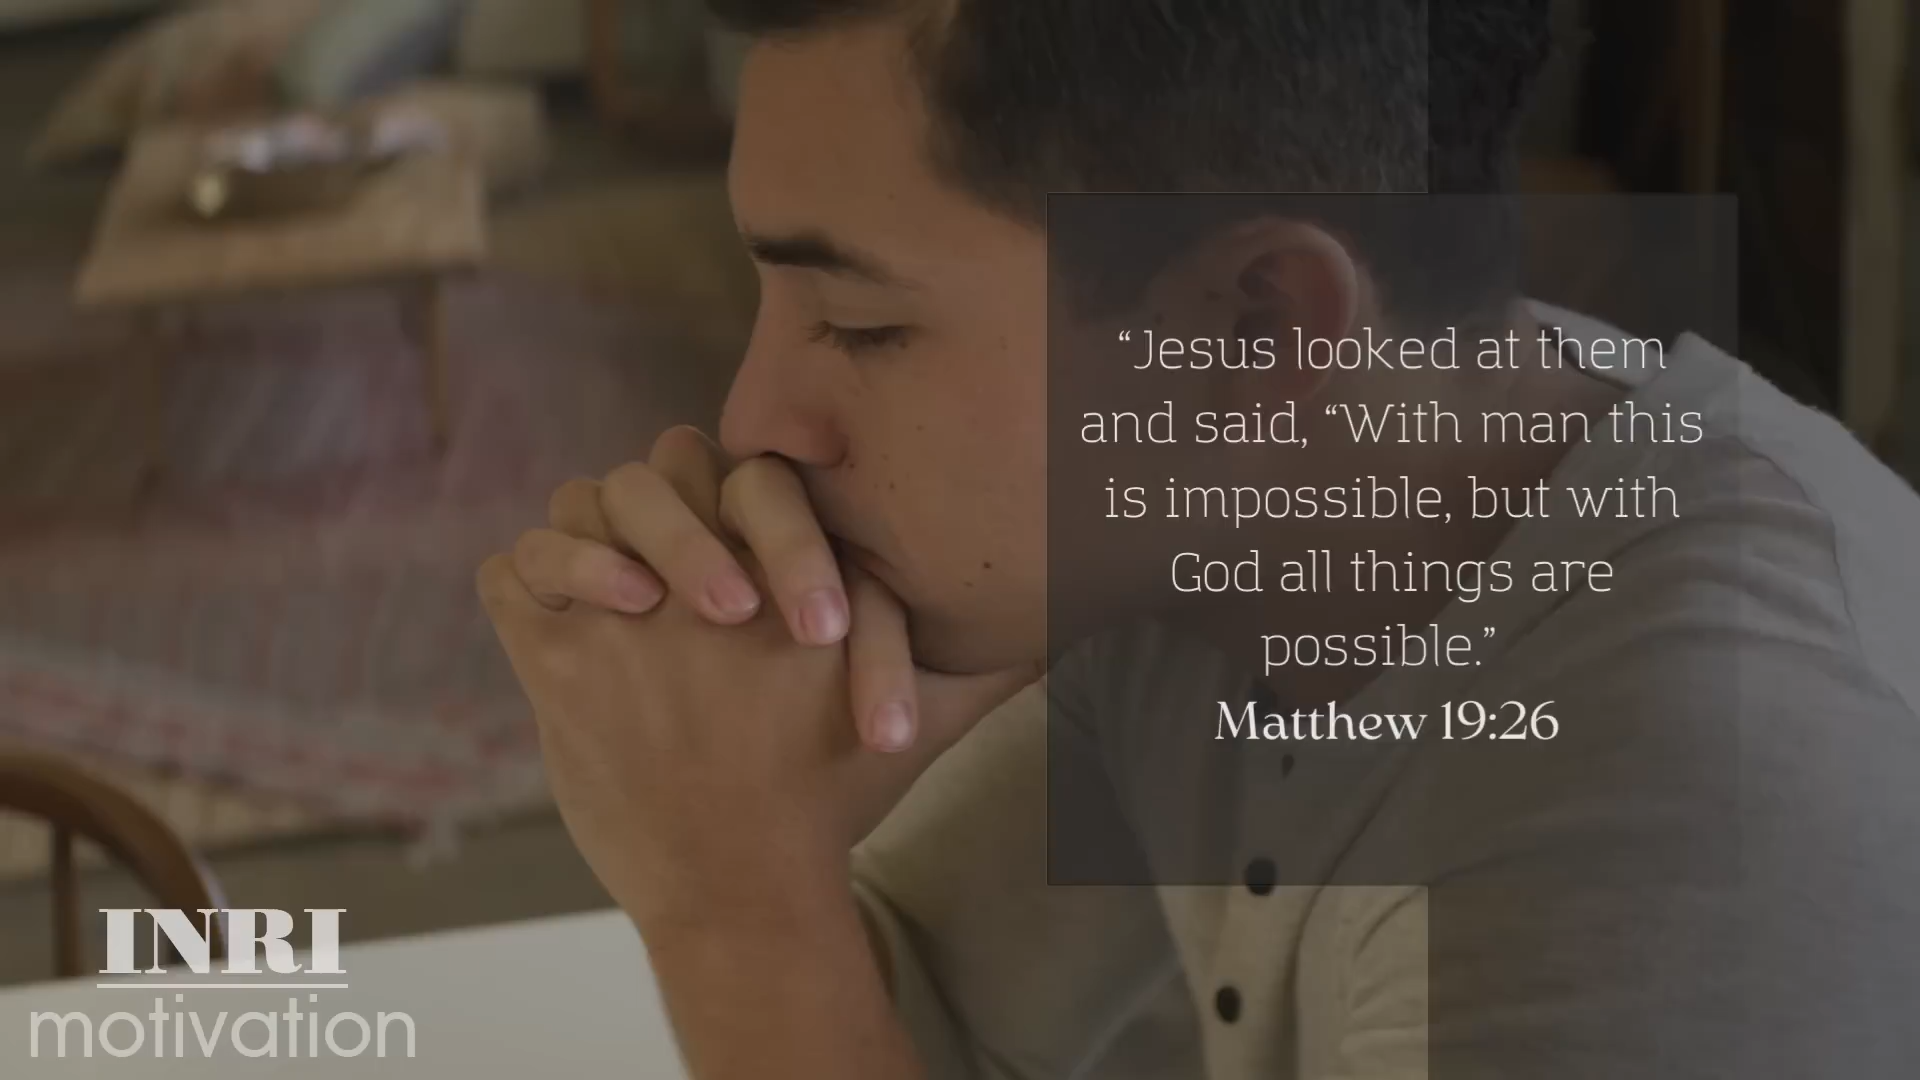 “Jesus looked at them
and said, “With man this
is impossible, but with
God all things are
possible.”
Matthew 19:26
INRI
motivation